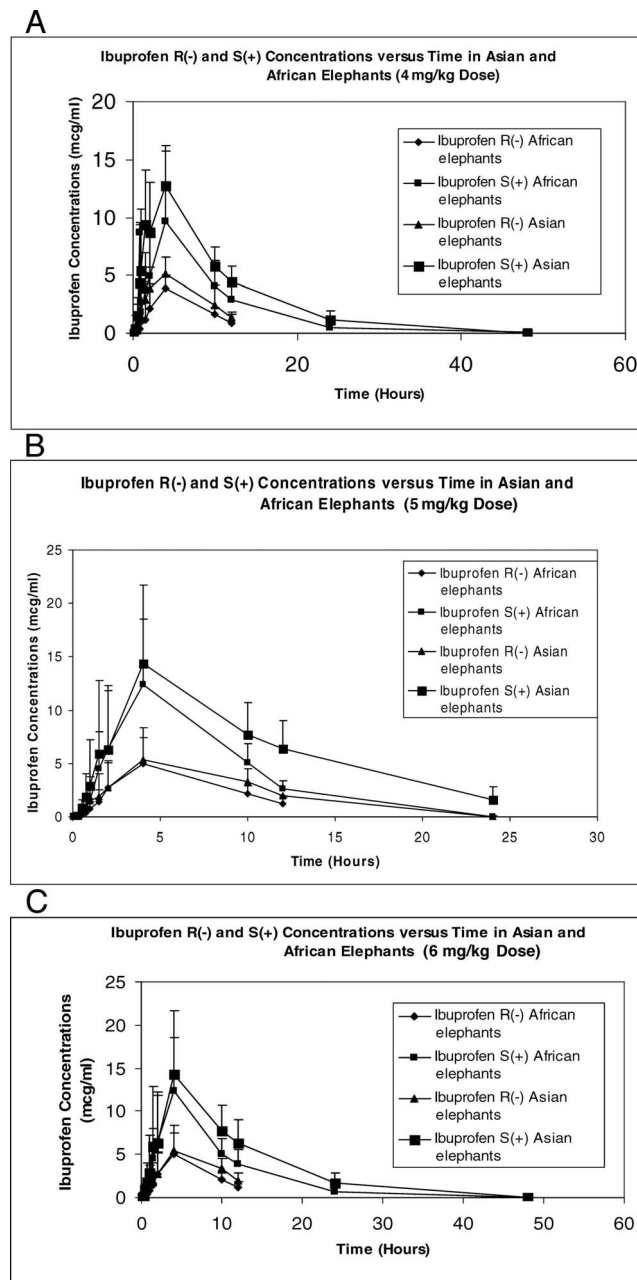 A
Ibuprofen R(-) and S(+) Concentrations versus Time in Asian and
African Elephants (4 mg/kg Dose)
Ibuprofen Concentrations (mcg/ml)
20
15
10
5
0
0
20
40
60
Time (Hours)
Ibuprofen R(-) African
elephants
Ibuprofen S(+) African
elephants
Ibuprofen R(-) Asian
elephants
Ibuprofen S(+) Asian
elephants
B
Ibuprofen R(-) and S(+) Concentrations versus Time in Asian and
African Elephants (5 mg/kg Dose)
Ibuprofen Concentrations (mcg/ml)
25
20
15
10
5
0
0
5
10
15
20
25
30
Time (Hours)
Ibuprofen R(-) African
elephants
Ibuprofen S(+) African
elephants
Ibuprofen R(-) Asian
elephants
Ibuprofen S(+) Asian
elephants
C
Ibuprofen R(-) and S(+) Concentrations versus Time in Asian and
African Elephants (6 mg/kg Dose)
Ibuprofen Concentrations
(mcg/ml)
25
20
15
10
5
0
0
10
20
30
40
50
60
Time (Hours)
Ibuprofen R(-) African
elephants
Ibuprofen S(+) African
elephants
Ibuprofen R(-) Asian
elephants
Ibuprofen S(+) Asian
elephants